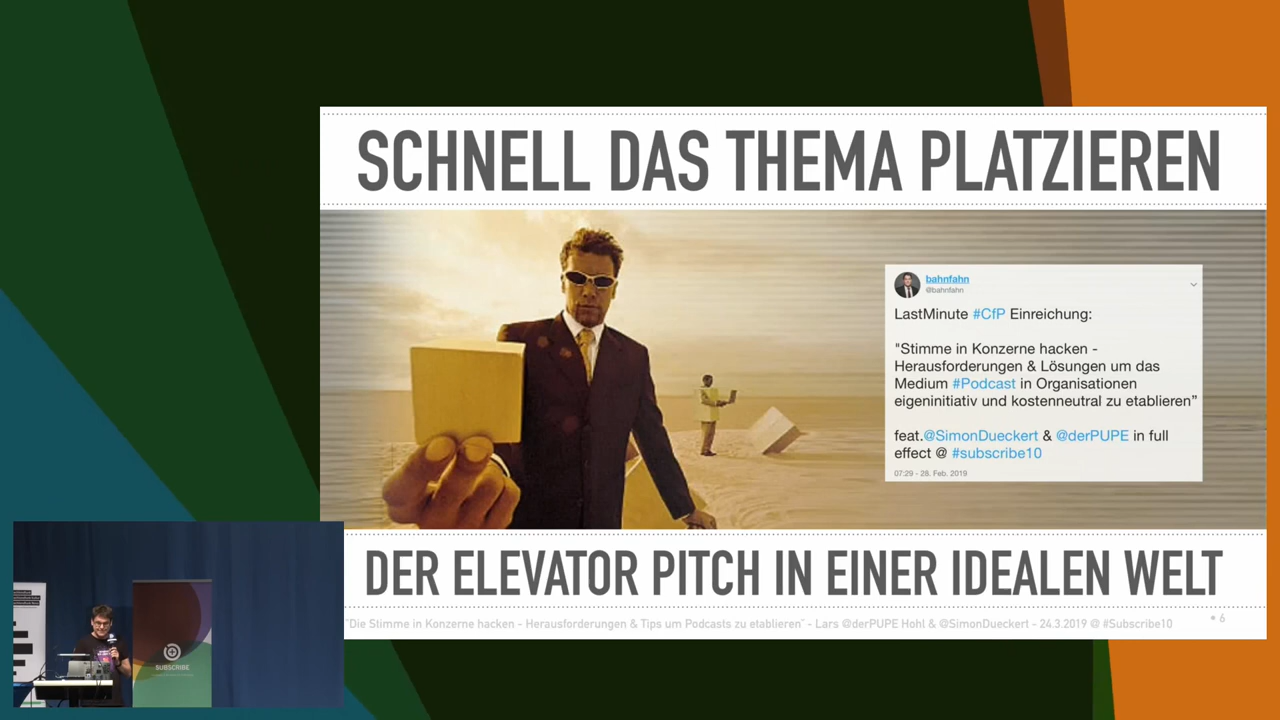 SCHNELL DAS THEMA PLATZIEREN
bahnfahn
@bahnfahn
LastMinute #CfP Einreichung:
"Stimme in Konzerne hacken -
Herausforderungen & Lösungen um das
Medium #Podcast in Organisationen
eigeninitiativ und kostenneutral zu etablieren”
feat.@SimonDueckert & @derPUPE in full
effect @ #subscribe10
07:29 - 28. Feb. 2019
DER ELEVATOR PITCH IN EINER IDEALEN WELT
"Die Stimme in Konzerne hacken - Herausforderungen & Tips um Podcasts zu etablieren" - Lars @derPUPE Hohl & @SimonDueckert - 24.3.2019 @ #Subscribe10
• 6
SUBSCRIBE